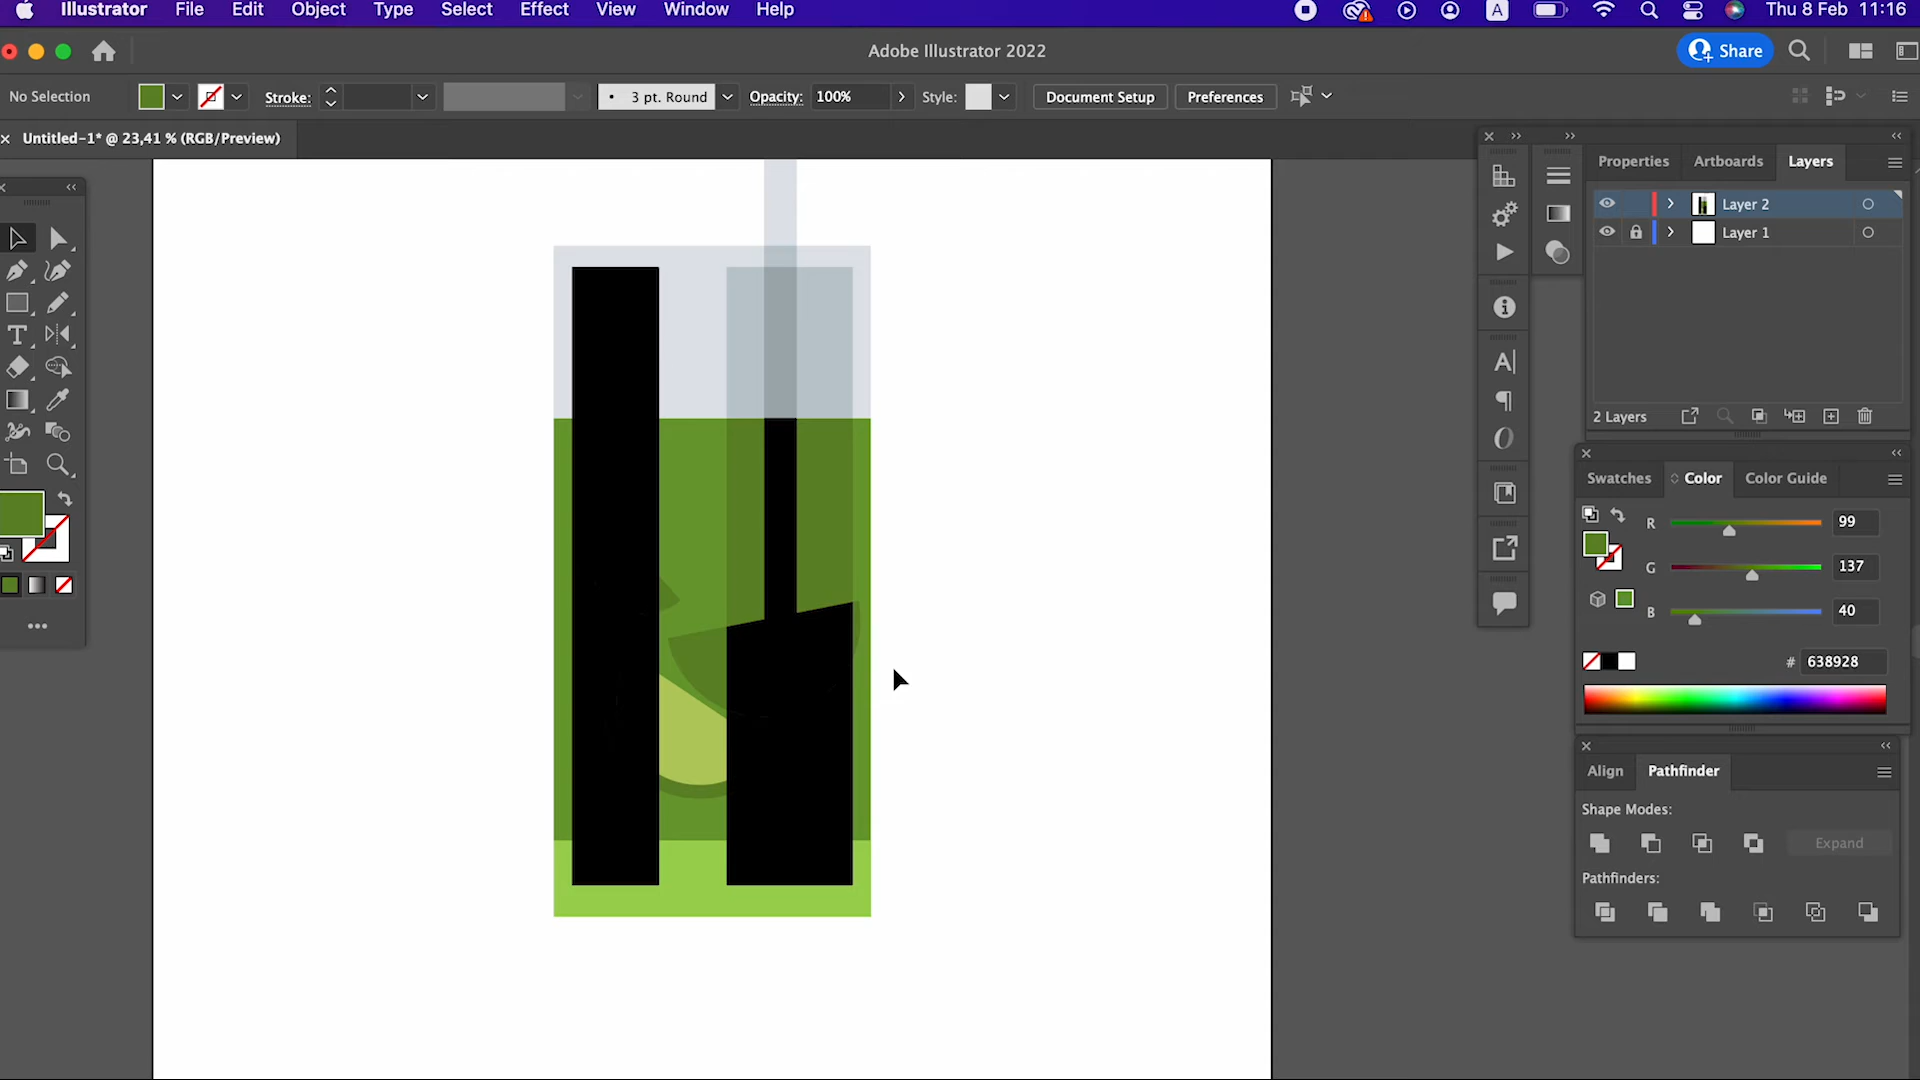 Illustrator File Edit Object Type Select Effect View Window Help A Thu 8 Feb 11:16
Adobe Illustrator 2022
Share
No Selection Stroke: 3 pt. Round Opacity: 100% Style: Document Setup Preferences
Untitled-1* @ 23,41 % (RGB/Preview)
Properties Artboards Layers
Layer 2
Layer 1
2 Layers
Swatches Color Color Guide
R 99
G 137
B 40
# 638928
Align Pathfinder
Shape Modes:
Expand
Pathfinders: